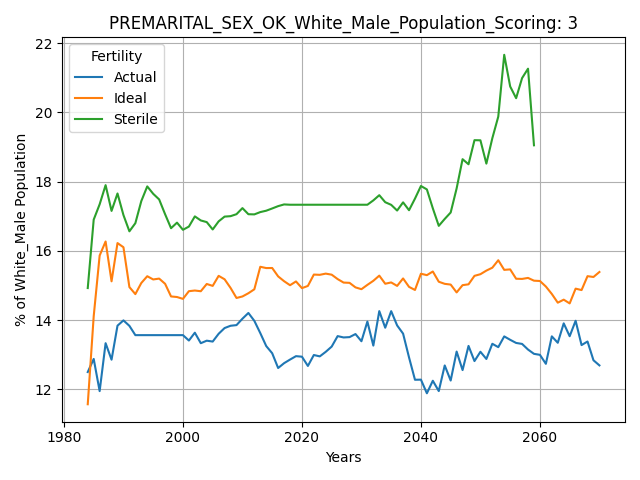 PREMARITAL_SEX_OK_White_Male_Population_Scoring: 3
Fertility
Actual
Ideal
Sterile
% of White_Male Population
22
20
18
16
14
12
1980
2000
2020
2040
2060
Years